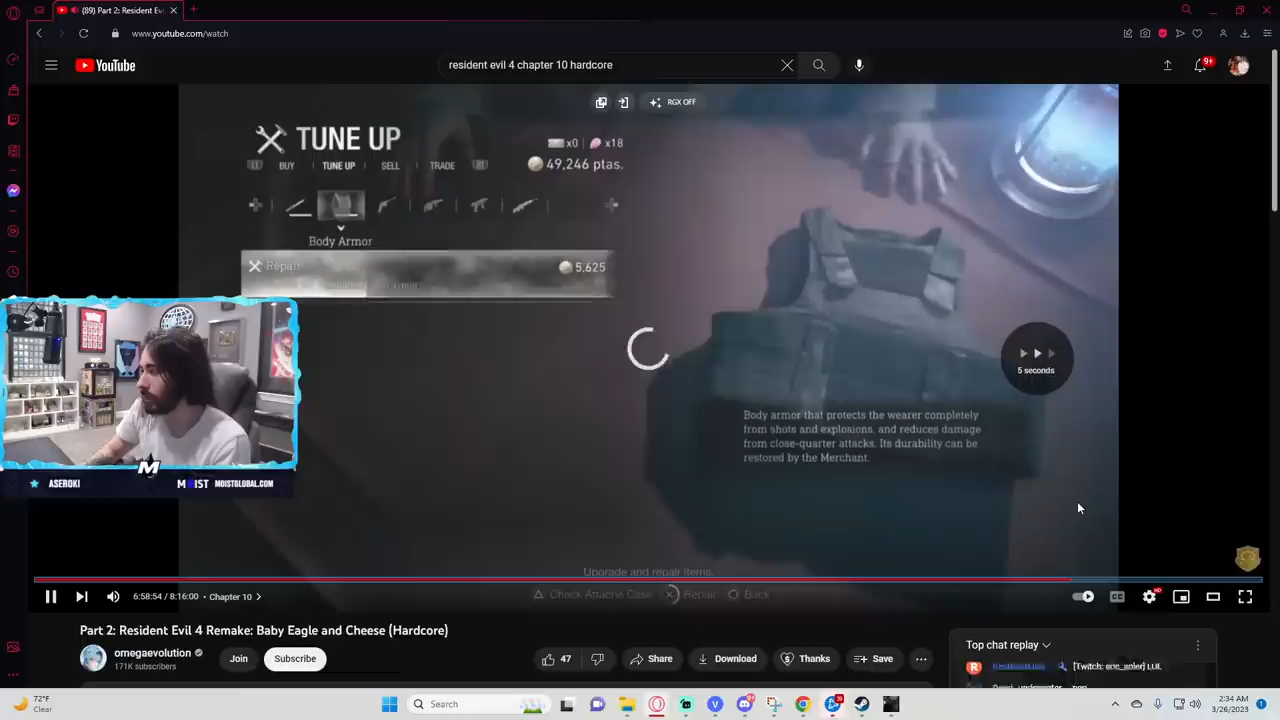 (89) Part 2: Resident Evi
www.youtube.com/watch
YouTube
resident evil 4 chapter 10 hardcore
9+
RGX OFF
TUNE UP
x0 x18
L1 BUY TUNE UP SELL TRADE R1
49,246 ptas.
Body Armor
Repair 5,625
5 seconds
Body armor that protects the wearer completely
from shots and explosions, and reduces damage
from close-quarter attacks. Its durability can be
restored by the Merchant.
M
ASEROKI MOIST MOISTGLOBAL.COM
Upgrade and repair items.
Check Attaché Case Repair Back
6:58:54 / 8:16:00 • Chapter 10
CC
HD
Part 2: Resident Evil 4 Remake: Baby Eagle and Cheese (Hardcore)
omegaevolution
171K subscribers
Join
Subscribe
47
Share
Download
Thanks
Save
Top chat replay
R
72°F
Clear
Search
2:34 AM
3/26/2023